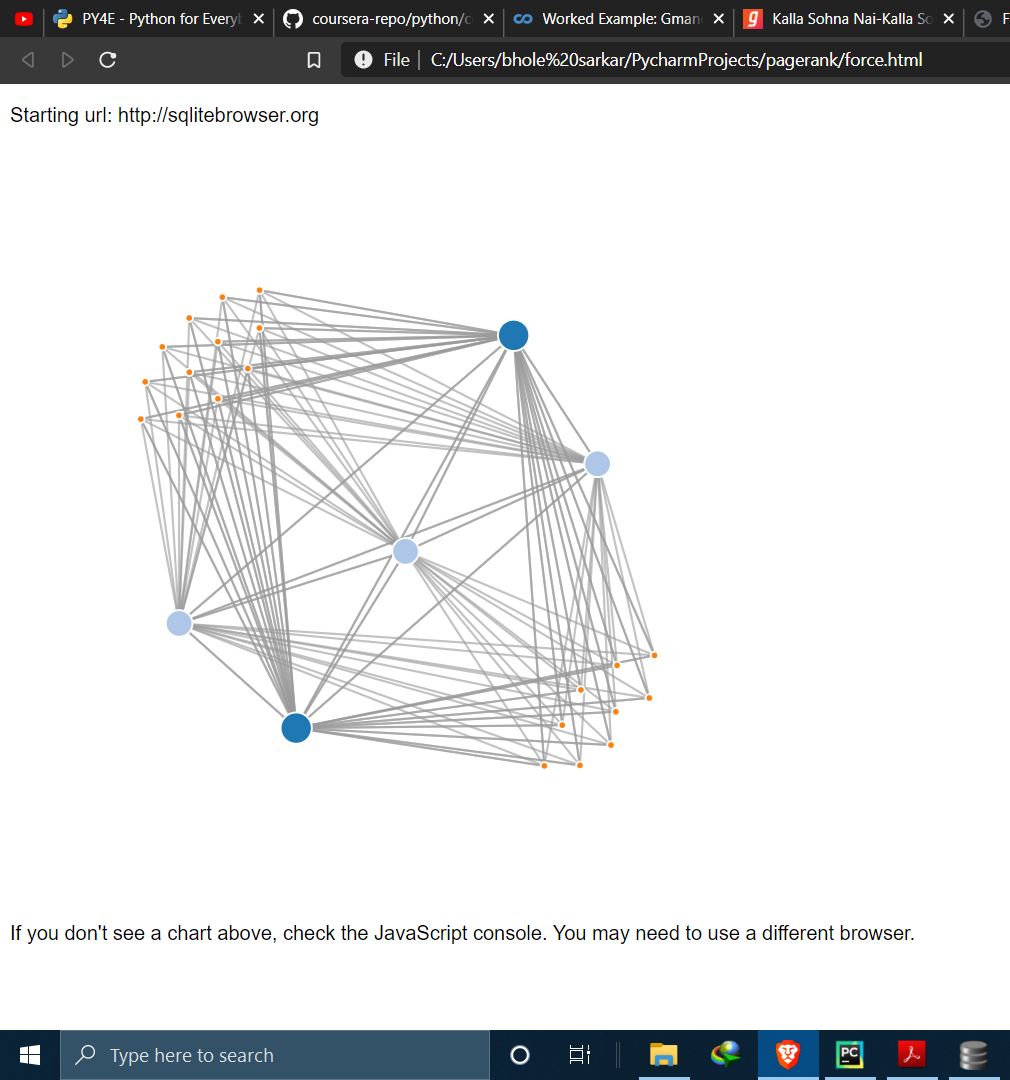 PY4E - Python for Everyb
coursera-repo/python/c
Worked Example: Gman
Kalla Sohna Nai-Kalla So
F
File | C:/Users/bhole%20sarkar/PycharmProjects/pagerank/force.html
Starting url: http://sqlitebrowser.org
If you don't see a chart above, check the JavaScript console. You may need to use a different browser.
Type here to search
PC